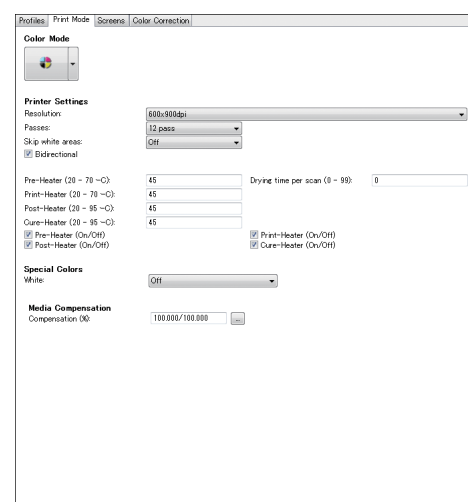 Profiles Print Mode Screens Color Correction
Color Mode
Printer Settings
Resolution: 600x900dpi
Passes: 12 pass
Skip white areas: Off
Bidirectional
Pre-Heater (20 - 70 ~C): 45 Drying time per scan (0 - 99): 0
Print-Heater (20 - 70 ~C): 45
Post-Heater (20 - 95 ~C): 45
Cure-Heater (20 - 95 ~C): 45
Pre-Heater (On/Off) Print-Heater (On/Off)
Post-Heater (On/Off) Cure-Heater (On/Off)
Special Colors
White: Off
Media Compensation
Compensation (%): 100.000/100.000 ...